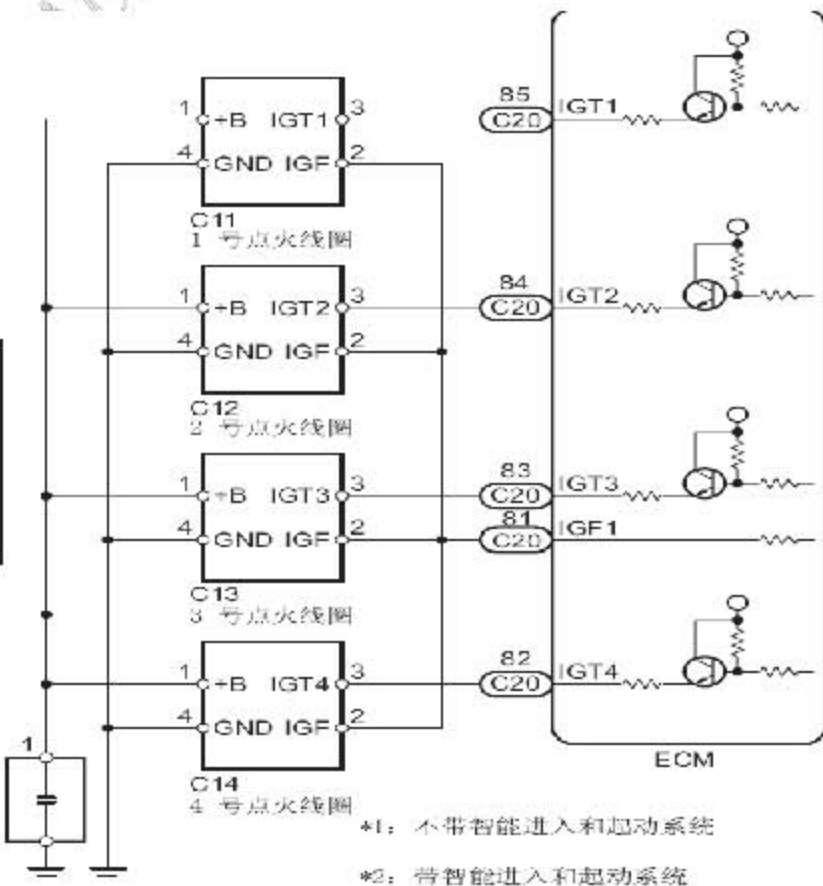 85
1 +B IGT1 3 C20 IGT1
4 GND IGF 2
C11
1 号点火线圈
84
1 +B IGT2 3 C20 IGT2
4 GND IGF 2
C12
2 号点火线圈
83
1 +B IGT3 3 C20 IGT3
81
4 GND IGF 2 C20 IGF1
C13
3 号点火线圈
82
1 +B IGT4 3 C20 IGT4
4 GND IGF 2
1
ECM
C14
4 号点火线圈
*1: 不带智能进入和起动系统
*2: 带智能进入和起动系统